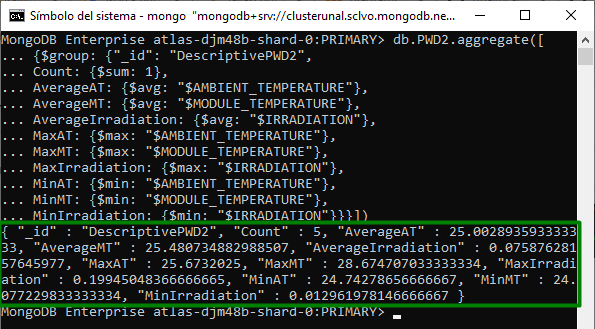 Símbolo del sistema - mongo "mongodb+srv://clusterunal.sclvo.mongodb.ne...
MongoDB Enterprise atlas-djm48b-shard-0:PRIMARY> db.PWD2.aggregate([
... {$group: {"_id": "DescriptivePWD2",
... Count: {$sum: 1},
... AverageAT: {$avg: "$AMBIENT_TEMPERATURE"},
... AverageMT: {$avg: "$MODULE_TEMPERATURE"},
... AverageIrradiation: {$avg: "$IRRADIATION"},
... MaxAT: {$max: "$AMBIENT_TEMPERATURE"},
... MaxMT: {$max: "$MODULE_TEMPERATURE"},
... MaxIrradiation: {$max: "$IRRADIATION"},
... MinAT: {$min: "$AMBIENT_TEMPERATURE"},
... MinMT: {$min: "$MODULE_TEMPERATURE"},
... MinIrradiation: {$min: "$IRRADIATION"}}}])
{ "_id" : "DescriptivePWD2", "Count" : 5, "AverageAT" : 25.0028935933333
33, "AverageMT" : 25.480734882988507, "AverageIrradiation" : 0.075876281
57645977, "MaxAT" : 25.6732025, "MaxMT" : 28.674707033333334, "MaxIrradi
ation" : 0.19945048366666665, "MinAT" : 24.74278656666667, "MinMT" : 24.
077229833333334, "MinIrradiation" : 0.012961978146666667 }
MongoDB Enterprise atlas-djm48b-shard-0:PRIMARY>